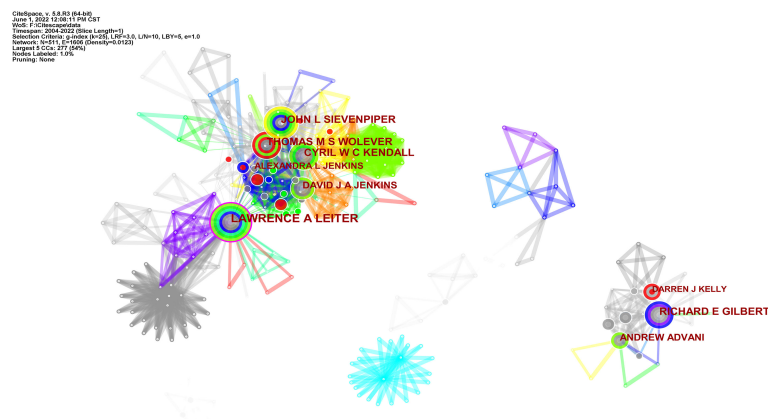 CiteSpace, v. 5.8.R3 (64-bit)
June 1, 2022 12:08:11 PM CST
WoS: F:\Citescape\data
Timespan: 2004-2022 (Slice Length=1)
Selection Criteria: g-index (k=25), LRF=3.0, L/N=10, LBY=5, e=1.0
Network: N=511, E=1606 (Density=0.0123)
Largest 5 CCs: 277 (54%)
Nodes Labeled: 1.0%
Pruning: None
JOHN L SIEVENPIPER
THOMAS M S WOLEVER
CYRIL W C KENDALL
ALEXANDRA L JENKINS
DAVID J A JENKINS
LAWRENCE A LEITER
DARREN J KELLY
RICHARD E GILBERT
ANDREW ADVANI